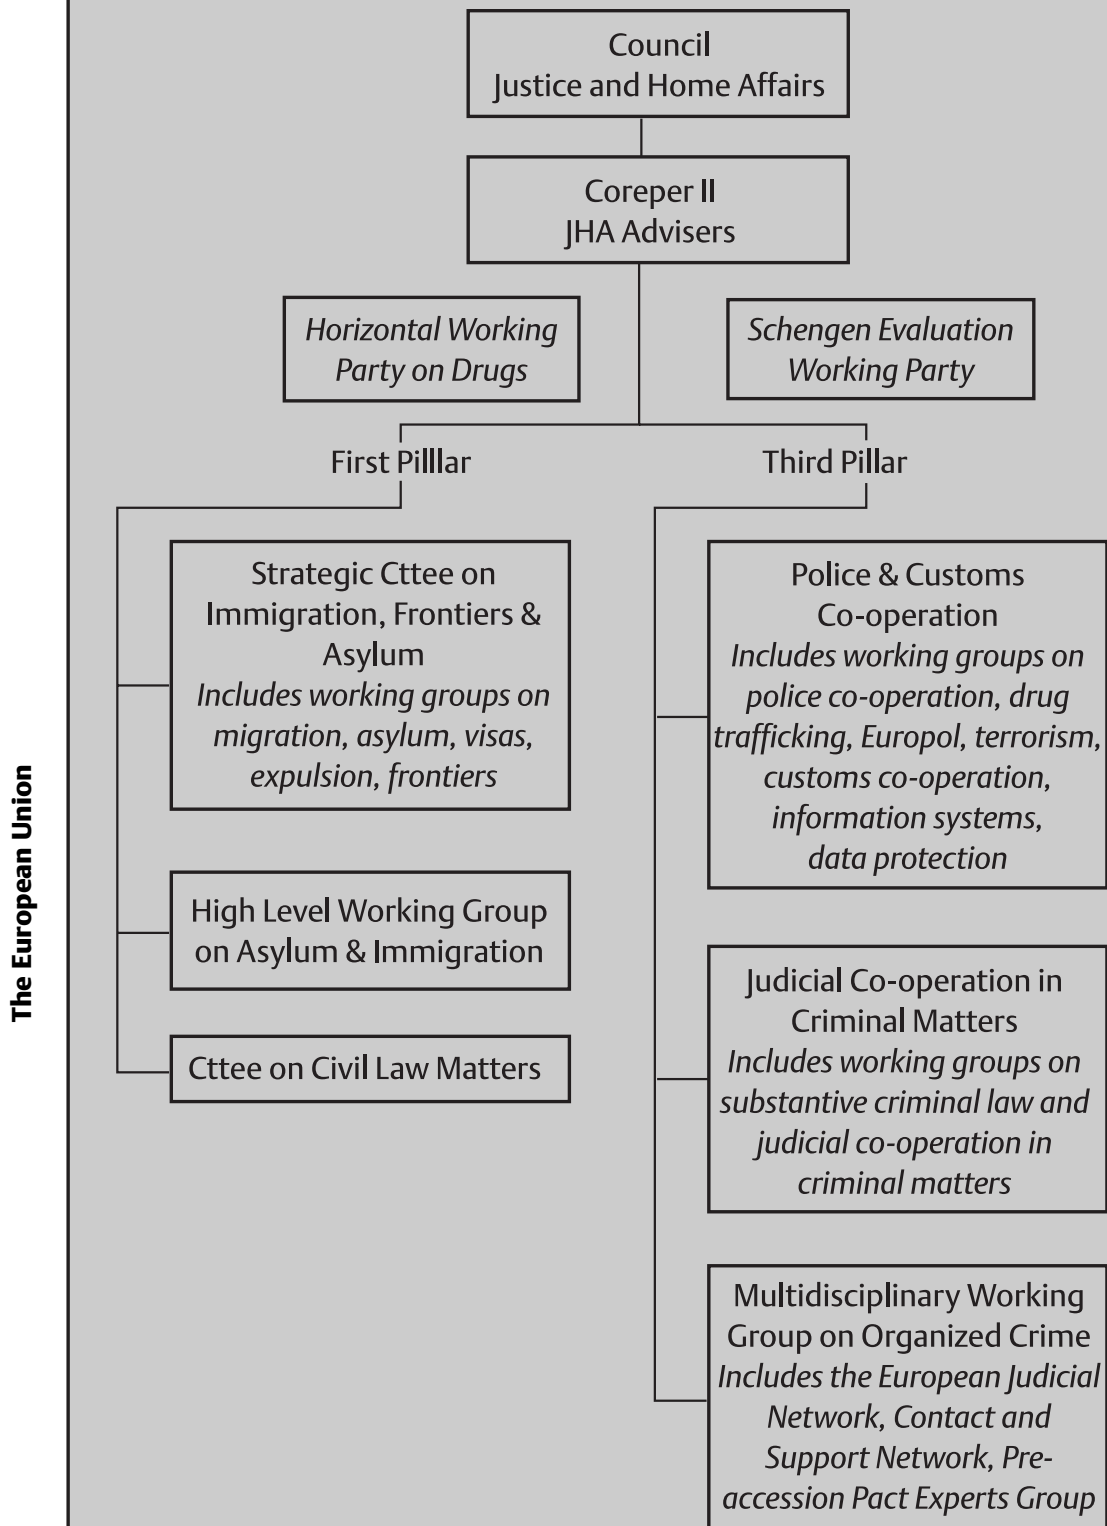 Council
Justice and Home Affairs
Coreper II
JHA Advisers
Horizontal Working
Party on Drugs
Schengen Evaluation
Working Party
First Pilllar
Third Pillar
Strategic Cttee on
Immigration, Frontiers &
Asylum
Includes working groups on
migration, asylum, visas,
expulsion, frontiers
High Level Working Group
on Asylum & Immigration
Cttee on Civil Law Matters
Police & Customs
Co-operation
Includes working groups on
police co-operation, drug
trafficking, Europol, terrorism,
customs co-operation,
information systems,
data protection
Judicial Co-operation in
Criminal Matters
Includes working groups on
substantive criminal law and
judicial co-operation in
criminal matters
Multidisciplinary Working
Group on Organized Crime
Includes the European Judicial
Network, Contact and
Support Network, Pre-
accession Pact Experts Group
The European Union